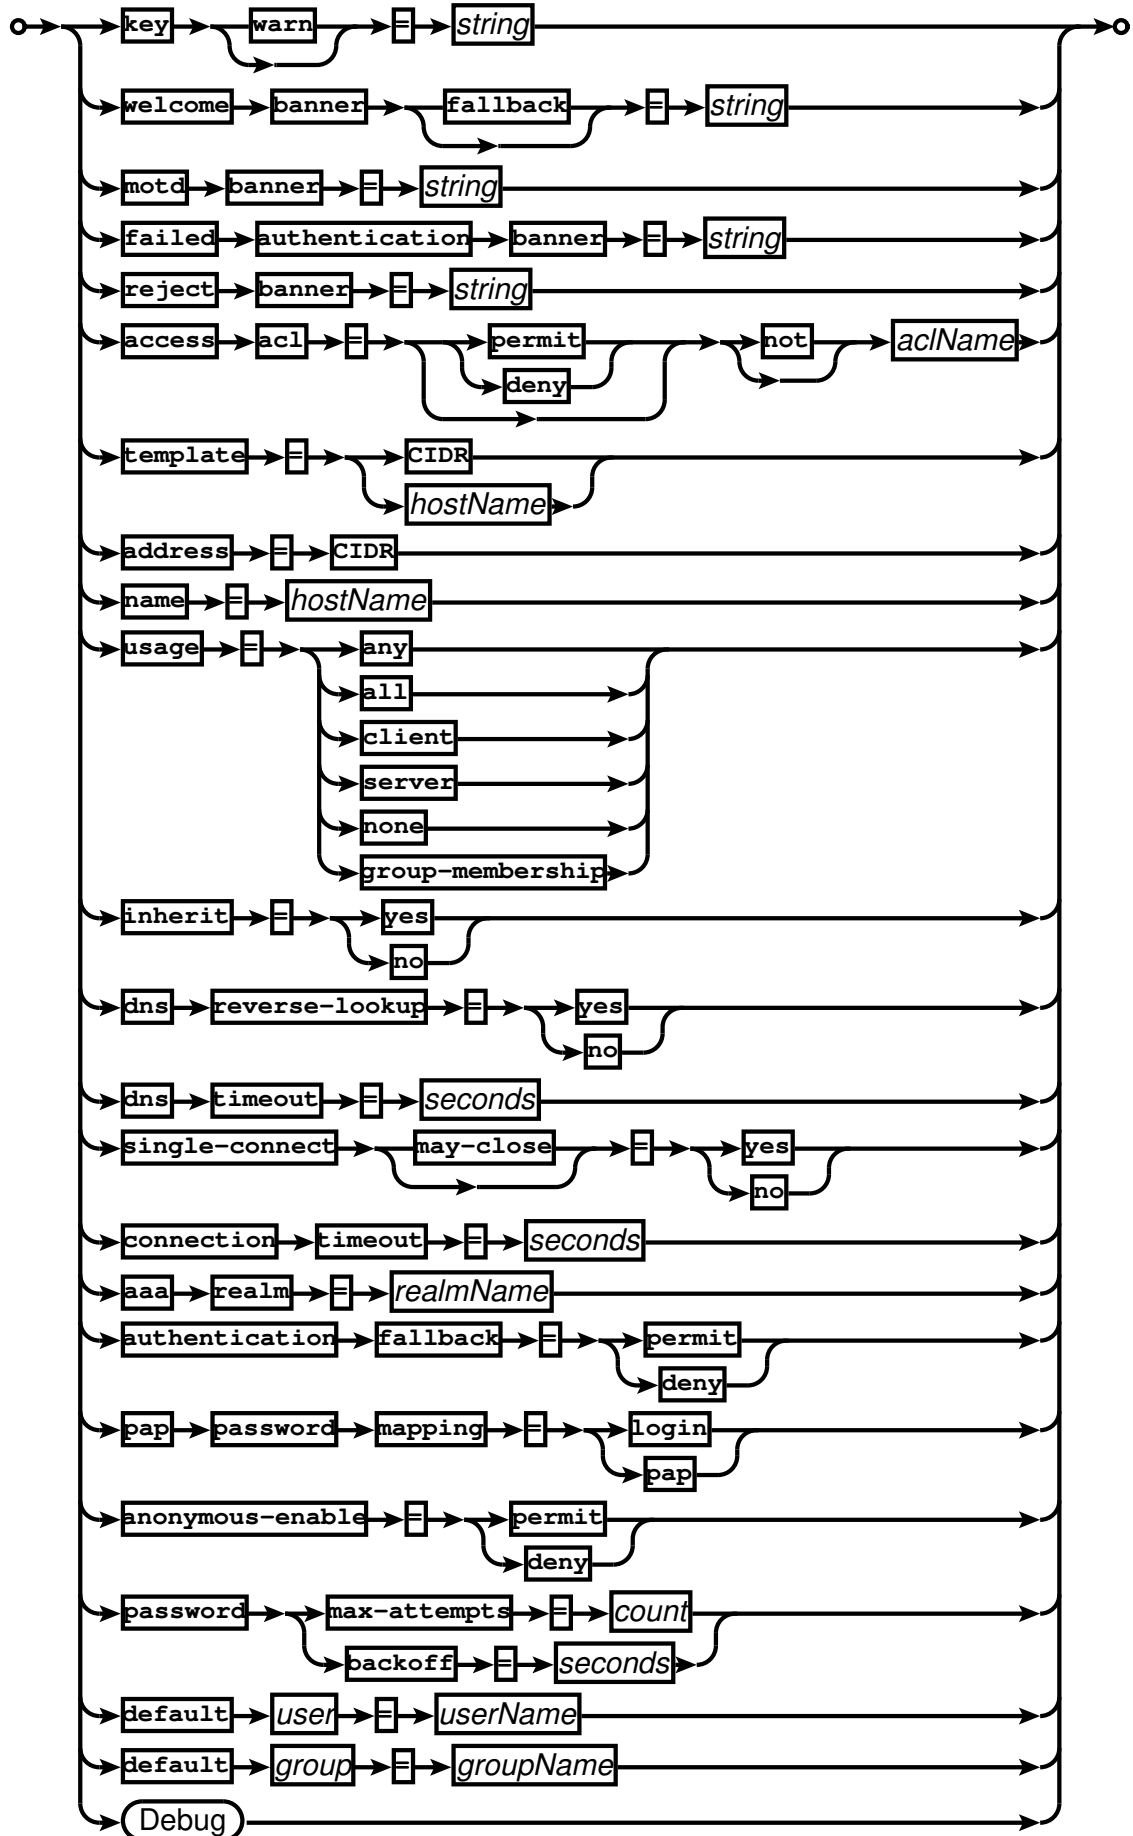 key warn = string
welcome banner fallback = string
motd banner = string
failed authentication banner = string
reject banner = string
access acl = permit not aclName
deny
template = CIDR
hostName
address = CIDR
name = hostName
usage = any
all
client
server
none
group-membership
inherit = yes
no
dns reverse-lookup = yes
no
dns timeout = seconds
single-connect may-close = yes
no
connection timeout = seconds
aaa realm = realmName
authentication fallback = permit
deny
pap password mapping = login
pap
anonymous-enable = permit
deny
password max-attempts = count
backoff = seconds
default user = userName
default group = groupName
Debug